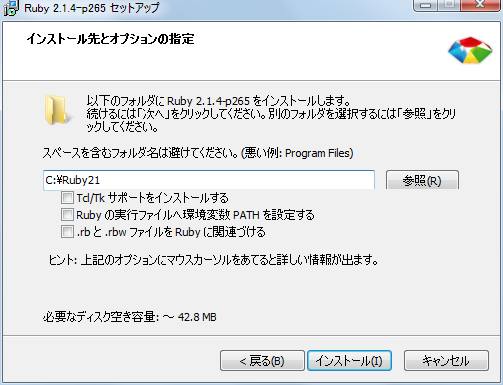 Ruby 2.1.4-p265 セットアップ
インストール先とオプションの指定
以下のフォルダに Ruby 2.1.4-p265 をインストールします。
続けるには「次へ」をクリックしてください。別のフォルダを選択するには「参照」をクリ
ックしてください。
スペースを含むフォルダ名は避けてください。(悪い例: Program Files)
C:¥Ruby21
参照(R)
Tcl/Tk サポートをインストールする
Ruby の実行ファイルへ環境変数 PATH を設定する
.rb と .rbw ファイルを Ruby に関連づける
ヒント: 上記のオプションにマウスカーソルをあてると詳しい情報が出ます。
必要なディスク空き容量: ～ 42.8 MB
< 戻る(B)
インストール(I)
キャンセル